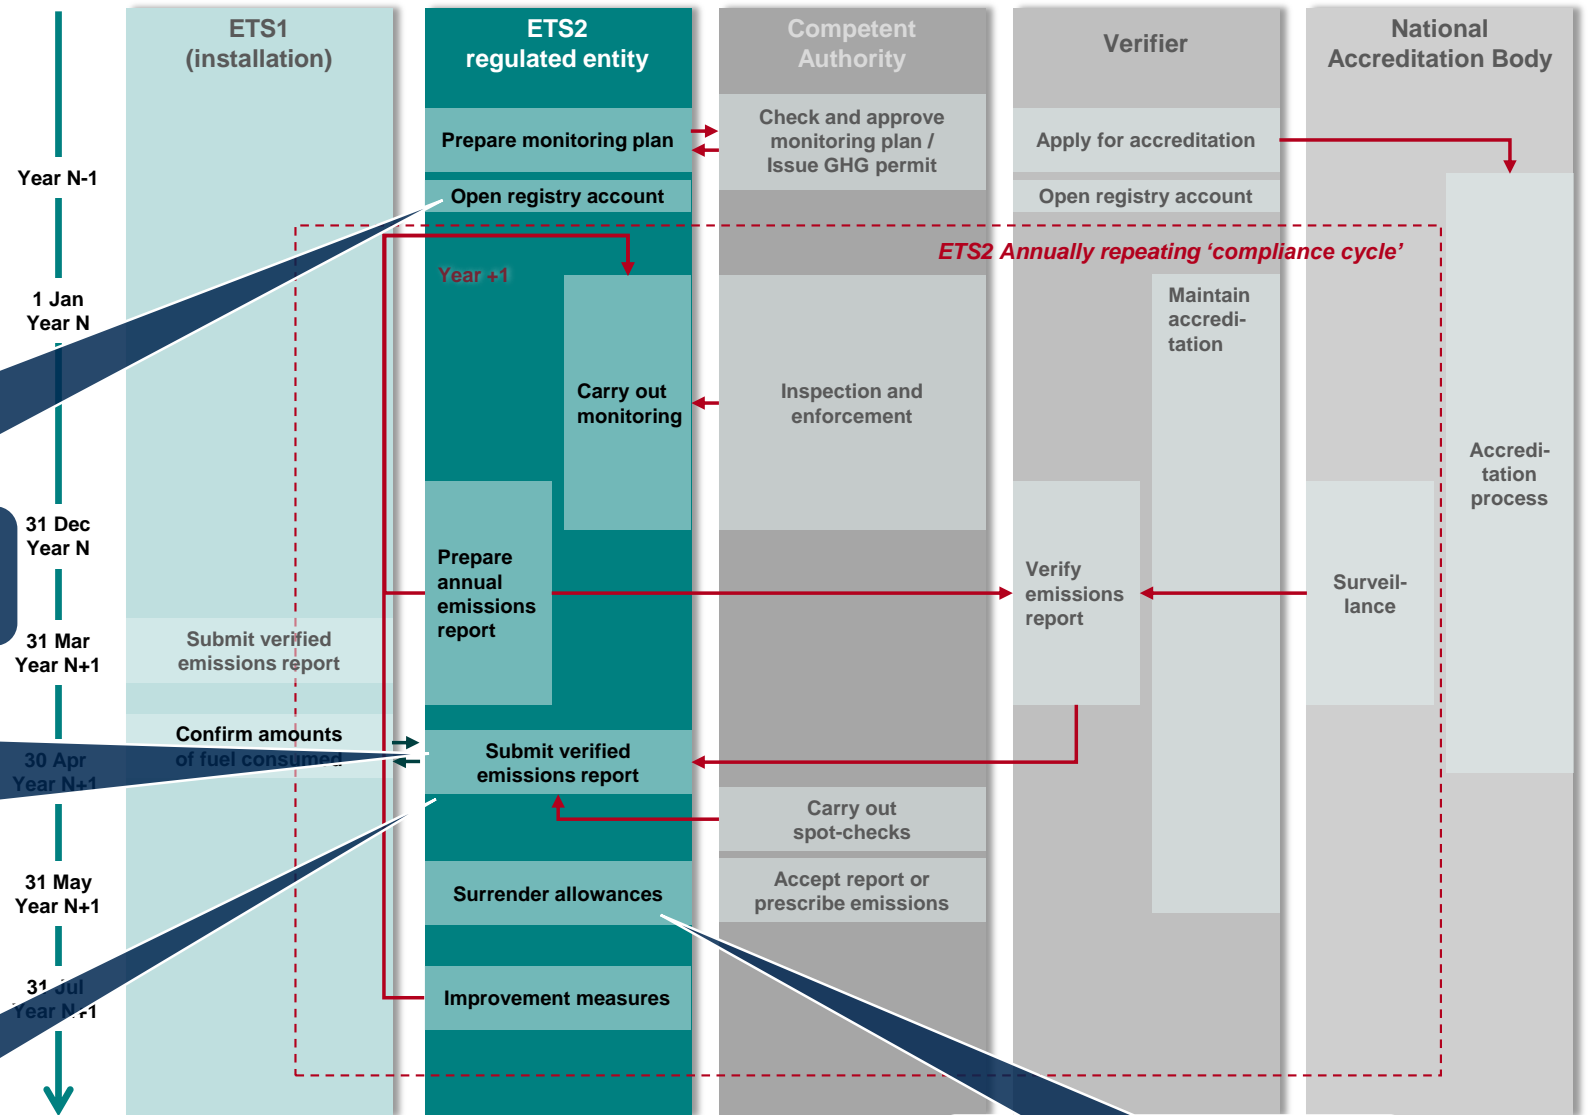 ETS1
(installation)
ETS2
regulated entity
Competent
Authority
Verifier
National
Accreditation Body
Year N-1
Prepare monitoring plan
Check and approve
monitoring plan /
Issue GHG permit
Apply for accreditation
Open registry account
Open registry account
ETS2 Annually repeating ‘compliance cycle’
Year +1
1 Jan
Year N
Maintain
accredi-
tation
Carry out
monitoring
Inspection and
enforcement
Accredi-
tation
process
31 Dec
Year N
Prepare
annual
emissions
report
Verify
emissions
report
Surveil-
lance
31 Mar
Year N+1
Submit verified
emissions report
Confirm amounts
of fuel consumed
30 Apr
Year N+1
Submit verified
emissions report
Carry out
spot-checks
31 May
Year N+1
Surrender allowances
Accept report or
prescribe emissions
31 Jul
Year N+1
Improvement measures